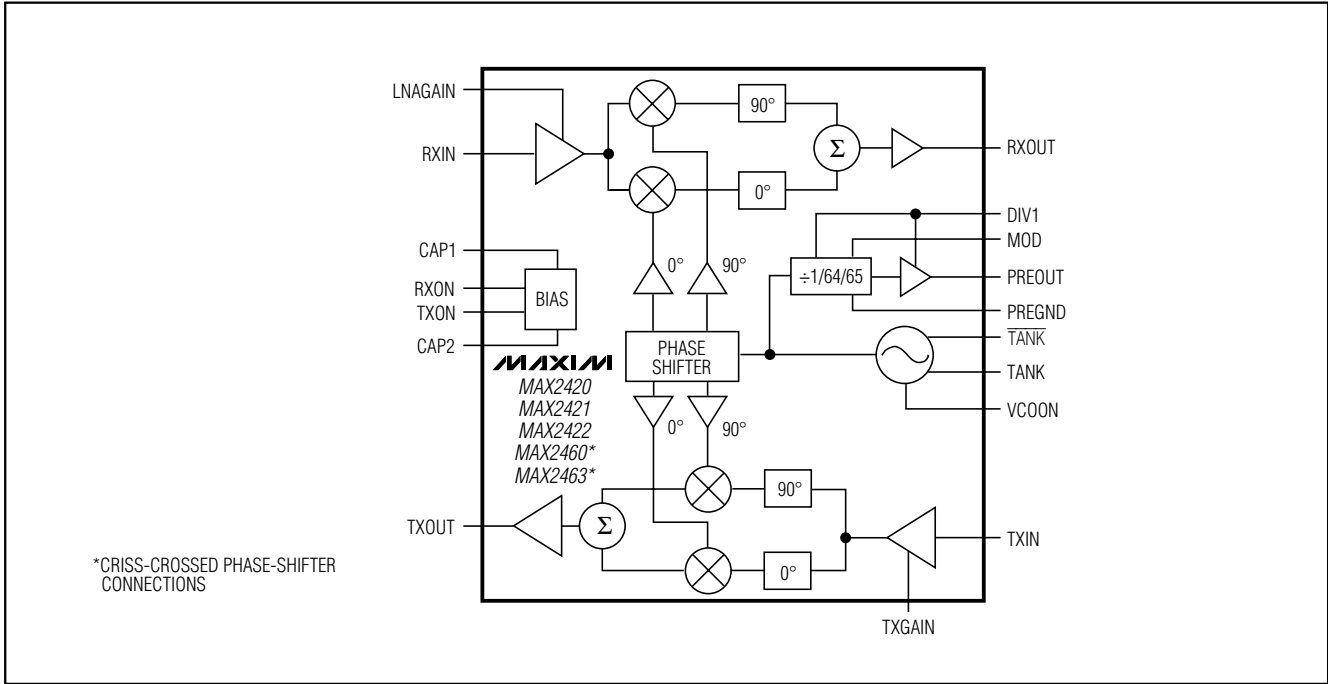 LNAGAIN
RXIN
90°
Σ
0°
RXOUT
DIV1
MOD
÷1/64/65
PREOUT
PREGND
TANK
TANK
VCOON
CAP1
RXON
TXON
CAP2
BIAS
0°
90°
PHASE
SHIFTER
0°
90°
MAXIM
MAX2420
MAX2421
MAX2422
MAX2460*
MAX2463*
TXOUT
Σ
90°
0°
TXIN
TXGAIN
*CRISS-CROSSED PHASE-SHIFTER
CONNECTIONS